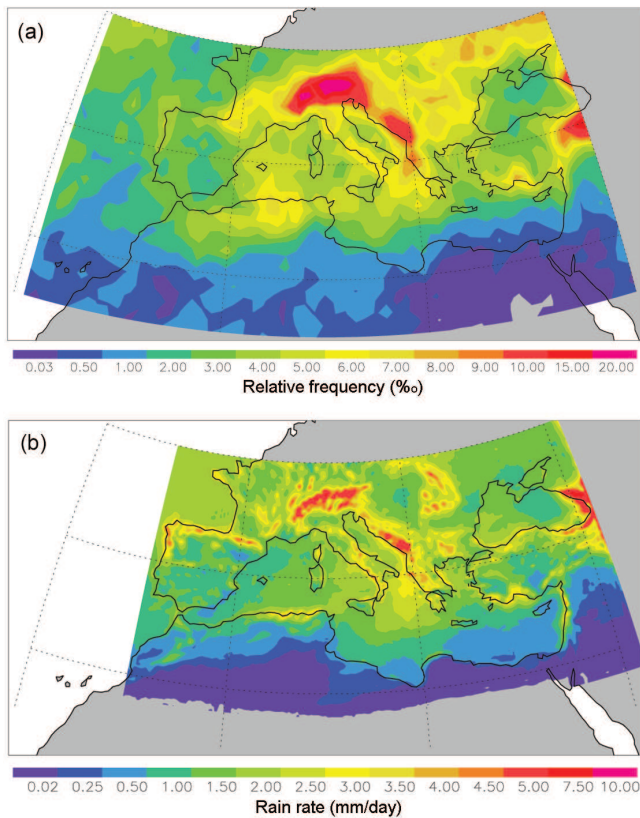 (a)
0.03 0.50 1.00 2.00 3.00 4.00 5.00 6.00 7.00 8.00 9.00 10.00 15.00 20.00
Relative frequency (‰)
(b)
0.02 0.25 0.50 1.00 1.50 2.00 2.50 3.00 3.50 4.00 4.50 5.00 7.50 10.00
Rain rate (mm/day)